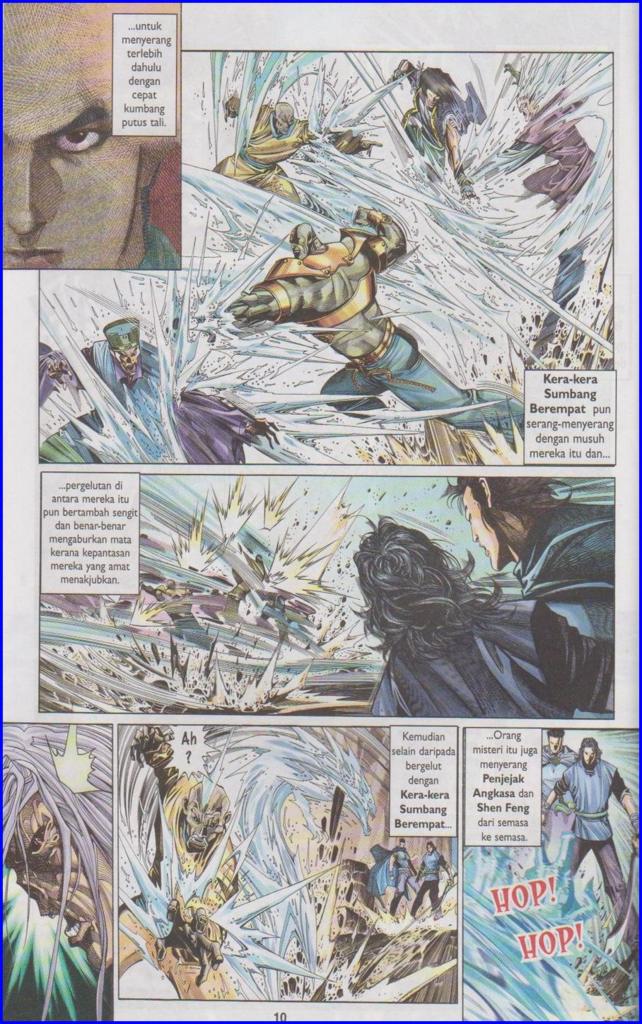 ...untuk
menyerang
terlebih
dahulu
dengan
cepat
kumbang
putus tali.
Kera-kera
Sumbang
Berempat pun
serang-menyerang
dengan musuh
mereka itu dan...
...pergelutan di
antara mereka itu
pun bertambah sengit
dan benar-benar
mengaburkan mata
kerana kepantasan
mereka yang amat
menakjubkan.
Ah
?
Kemudian
selain daripada
bergelut
dengan
Kera-kera
Sumbang
Berempat...
...Orang
misteri itu juga
menyerang
Penjejak
Angkasa dan
Shen Feng
dari semasa
ke semasa.
HOP!
HOP!
10